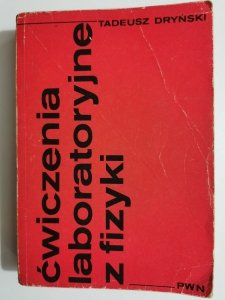 TADEUSZ DRYŃSKI
ćwiczenia
laboratoryjne
z fizyki
PWN